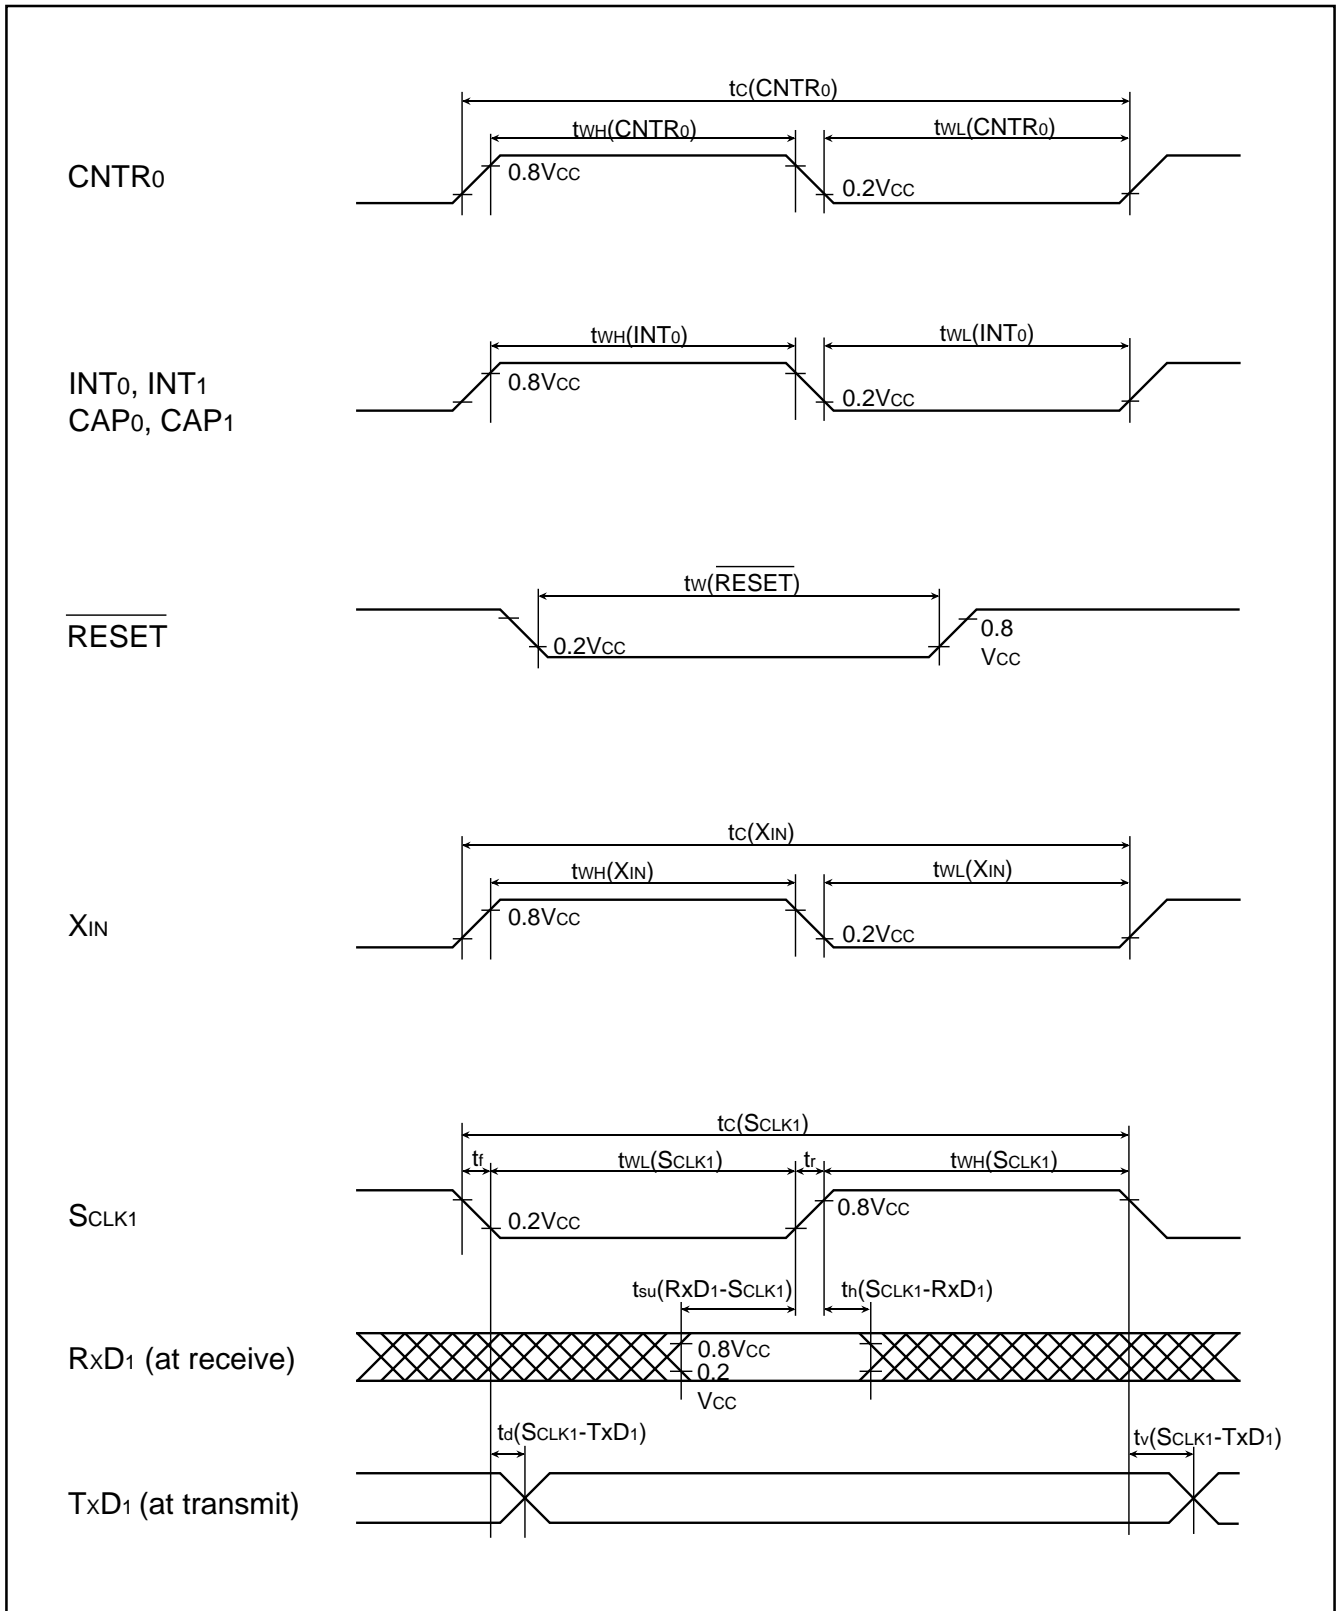 tC(CNTR0)
tWH(CNTR0)
tWL(CNTR0)
CNTR0
0.8VCC
0.2VCC
tWH(INT0)
tWL(INT0)
INT0, INT1
CAP0, CAP1
0.8VCC
0.2VCC
tW(RESET)
RESET
0.2VCC
0.8
VCC
tC(XIN)
tWH(XIN)
tWL(XIN)
XIN
0.8VCC
0.2VCC
tC(SCLK1)
tf
tWL(SCLK1)
tr
tWH(SCLK1)
SCLK1
0.2VCC
0.8VCC
tsu(RxD1-SCLK1)
th(SCLK1-RxD1)
RXD1 (at receive)
0.8VCC
0.2
VCC
td(SCLK1-TxD1)
tv(SCLK1-TxD1)
TXD1 (at transmit)